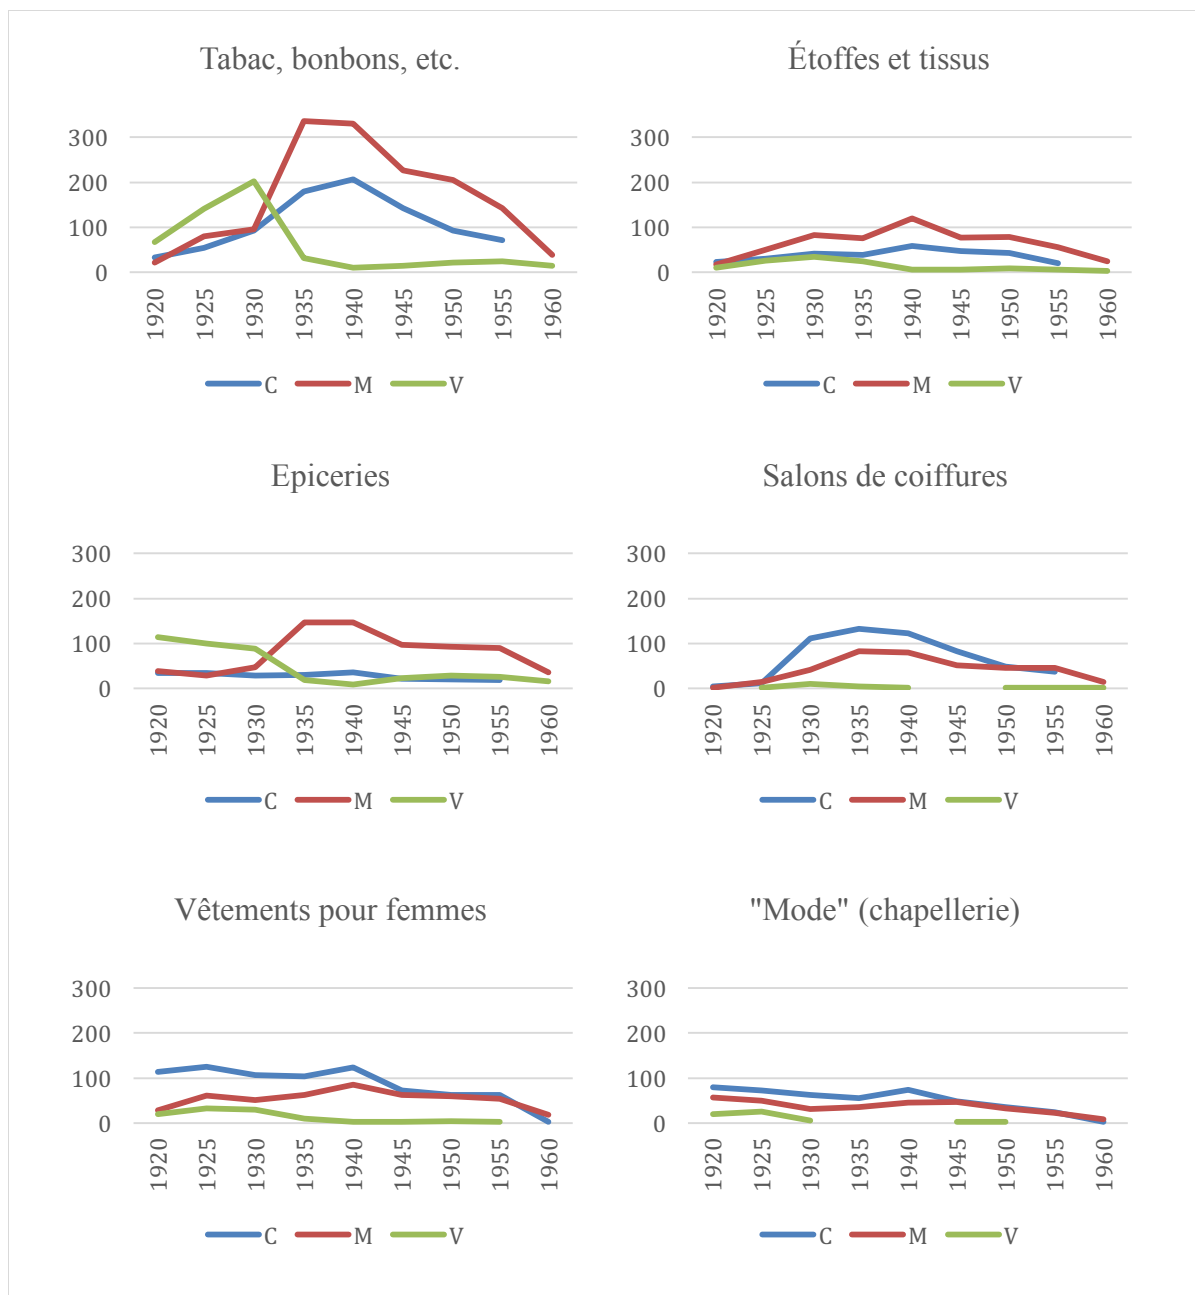 Tabac, bonbons, etc.
300
200
100
0
1920 1925 1930 1935 1940 1945 1950 1955 1960
C M V
Étoffes et tissus
300
200
100
0
1920 1925 1930 1935 1940 1945 1950 1955 1960
C M V
Epiceries
300
200
100
0
1920 1925 1930 1935 1940 1945 1950 1955 1960
C M V
Salons de coiffures
300
200
100
0
1920 1925 1930 1935 1940 1945 1950 1955 1960
C M V
Vêtements pour femmes
300
200
100
0
1920 1925 1930 1935 1940 1945 1950 1955 1960
C M V
"Mode" (chapellerie)
300
200
100
0
1920 1925 1930 1935 1940 1945 1950 1955 1960
C M V